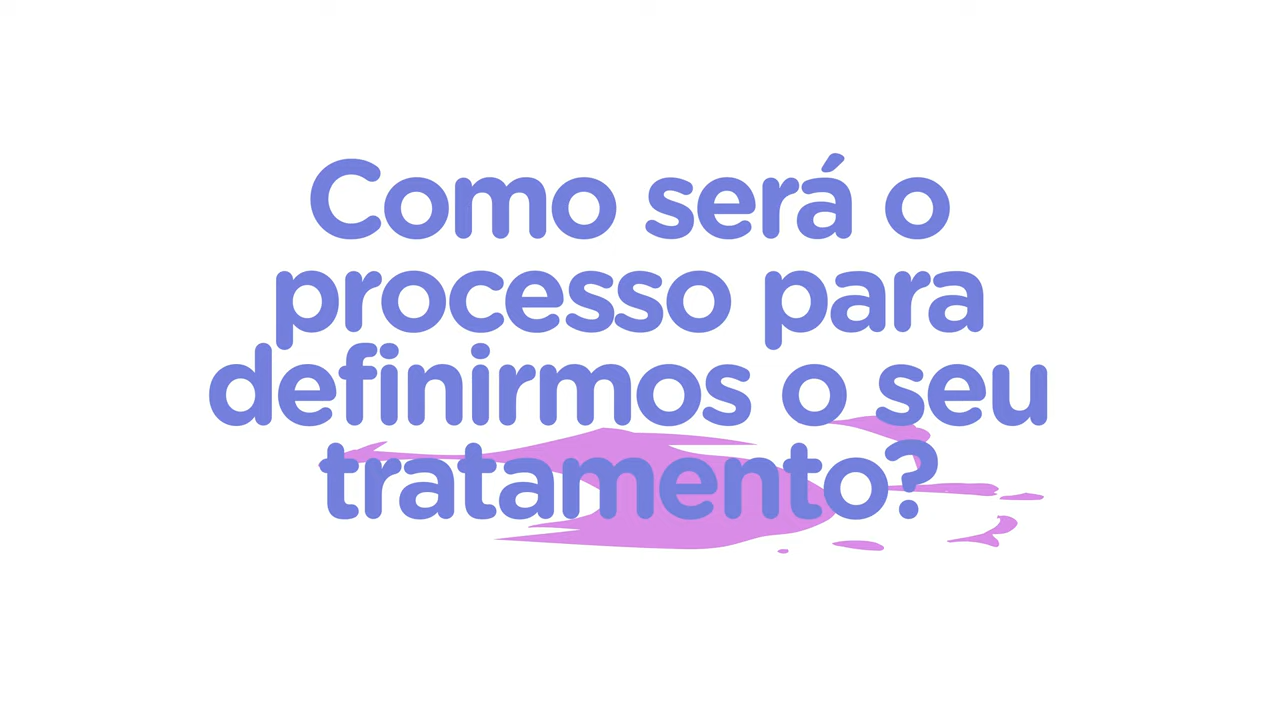 Como será o
processo para
definirmos o seu
tratamento?